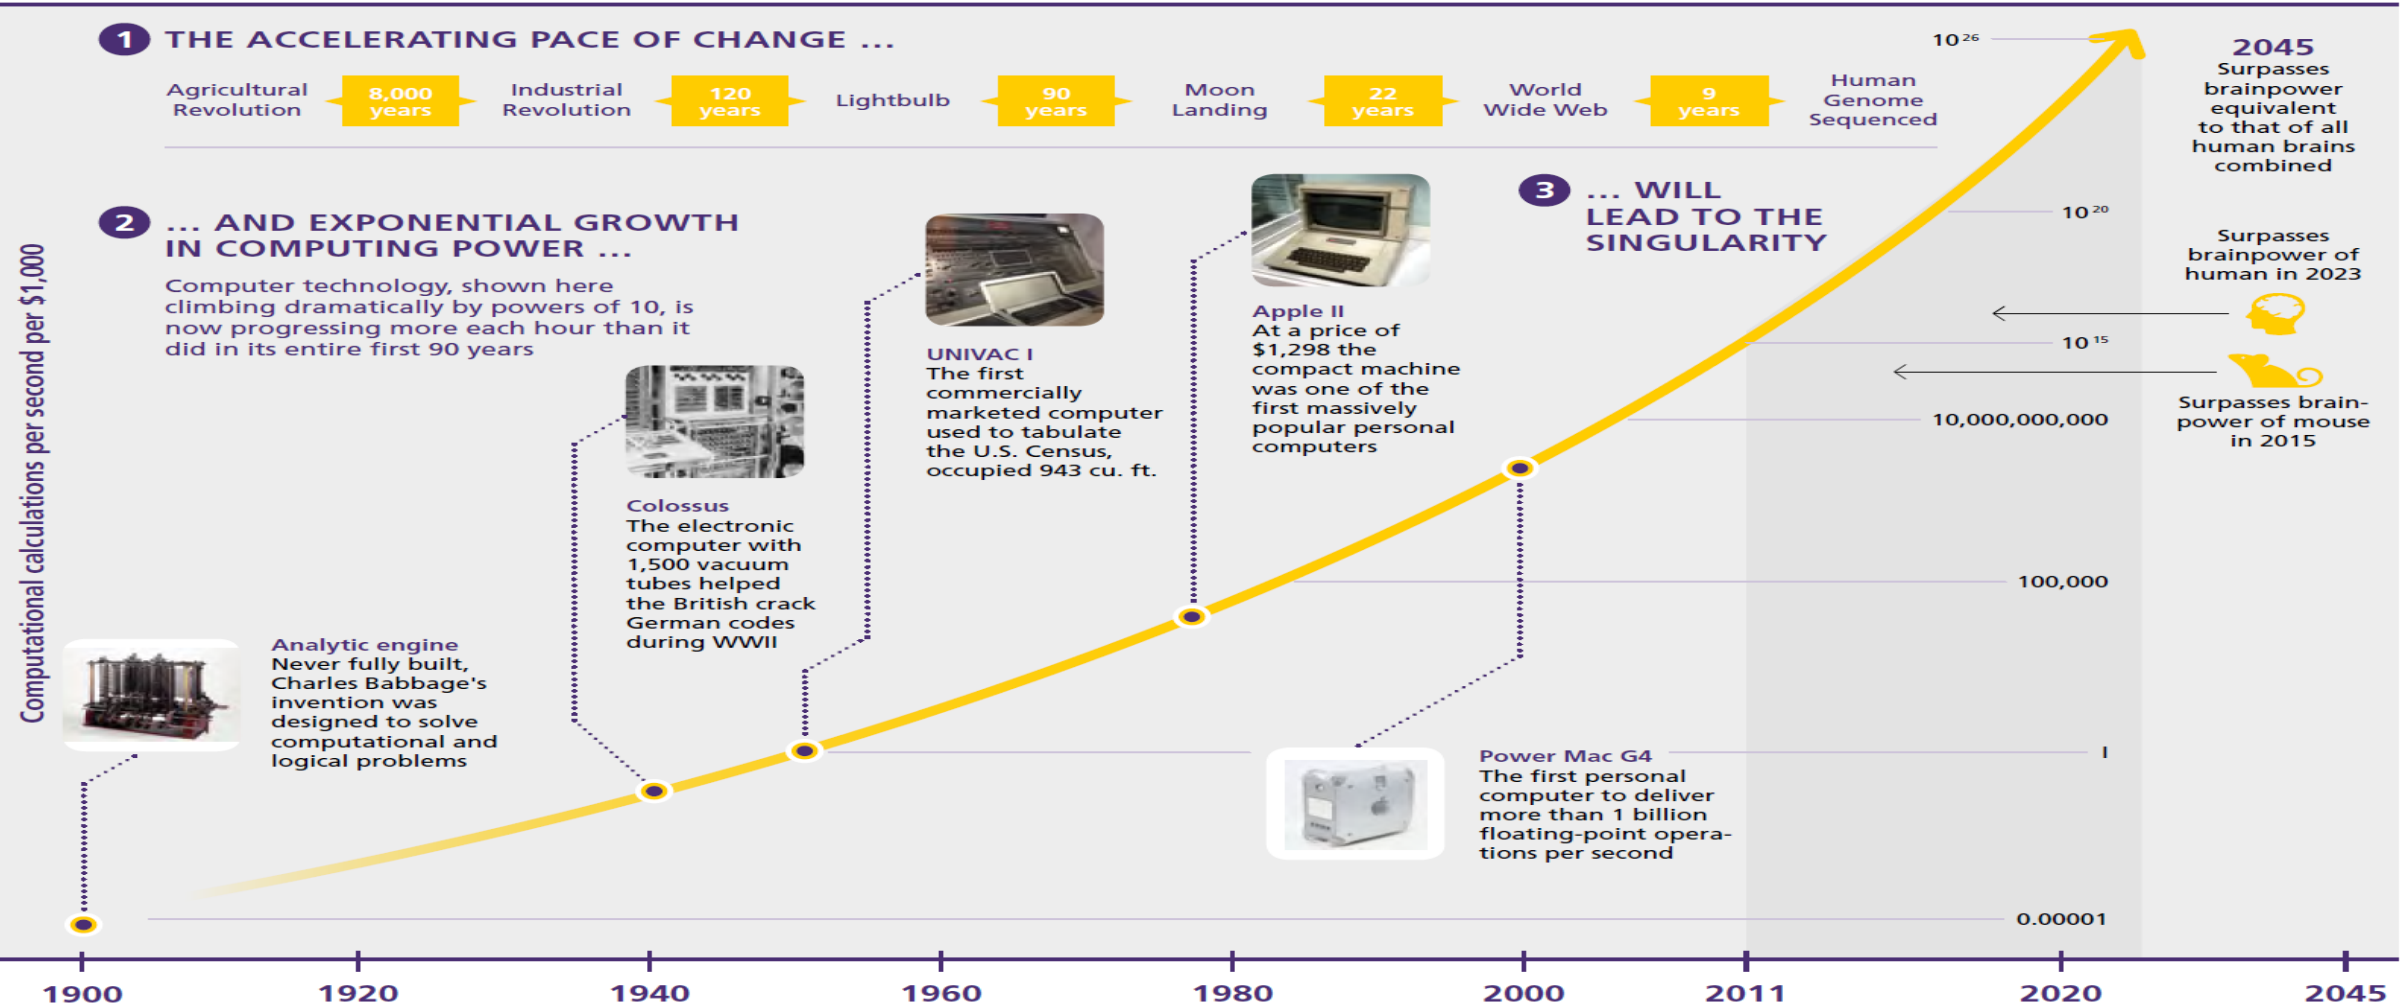 1 THE ACCELERATING PACE OF CHANGE ...
Agricultural
Revolution
8,000
years
Industrial
Revolution
120
years
Lightbulb
90
years
Moon
Landing
22
years
World
Wide Web
9
years
Human
Genome
Sequenced
2 ... AND EXPONENTIAL GROWTH
IN COMPUTING POWER ...
Computer technology, shown here
climbing dramatically by powers of 10, is
now progressing more each hour than it
did in its entire first 90 years
3 ... WILL
LEAD TO THE
SINGULARITY
Computational calculations per second per $1,000
Analytic engine
Never fully built,
Charles Babbage's
invention was
designed to solve
computational and
logical problems
Colossus
The electronic
computer with
1,500 vacuum
tubes helped
the British crack
German codes
during WWII
UNIVAC I
The first
commercially
marketed computer
used to tabulate
the U.S. Census,
occupied 943 cu. ft.
Apple II
At a price of
$1,298 the
compact machine
was one of the
first massively
popular personal
computers
Power Mac G4
The first personal
computer to deliver
more than 1 billion
floating-point opera-
tions per second
10²⁶
10²⁰
10¹⁵
10,000,000,000
100,000
I
0.00001
2045
Surpasses
brainpower
equivalent
to that of all
human brains
combined
Surpasses
brainpower of
human in 2023
Surpasses brain-
power of mouse
in 2015
1900 1920 1940 1960 1980 2000 2011 2020 2045